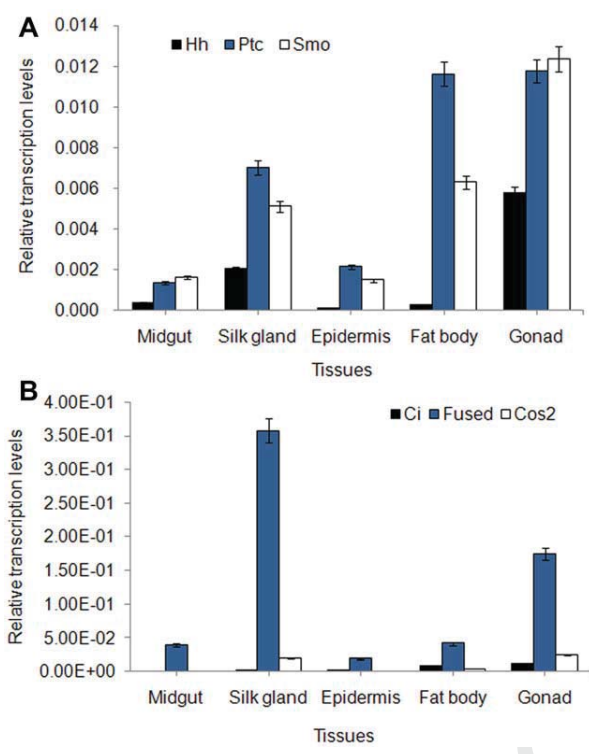 A
Hh Ptc Smo
Relative transcription levels
0.014
0.012
0.010
0.008
0.006
0.004
0.002
0.000
Midgut Silk gland Epidermis Fat body Gonad
Tissues
B
Ci Fused Cos2
Relative transcription levels
4.00E-01
3.50E-01
3.00E-01
2.50E-01
2.00E-01
1.50E-01
1.00E-01
5.00E-02
0.00E+00
Midgut Silk gland Epidermis Fat body Gonad
Tissues